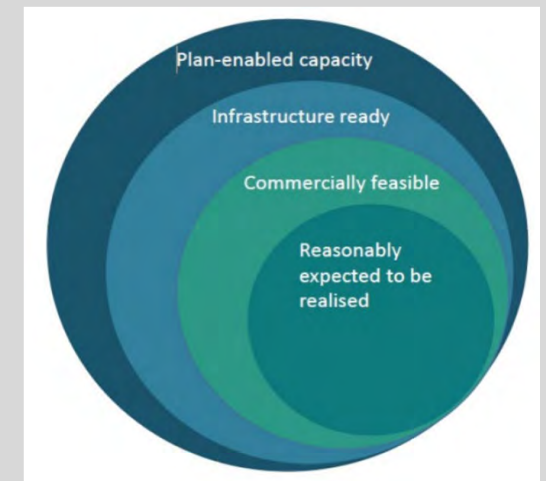 Plan-enabled capacity
Infrastructure ready
Commercially feasible
Reasonably
expected to be
realised